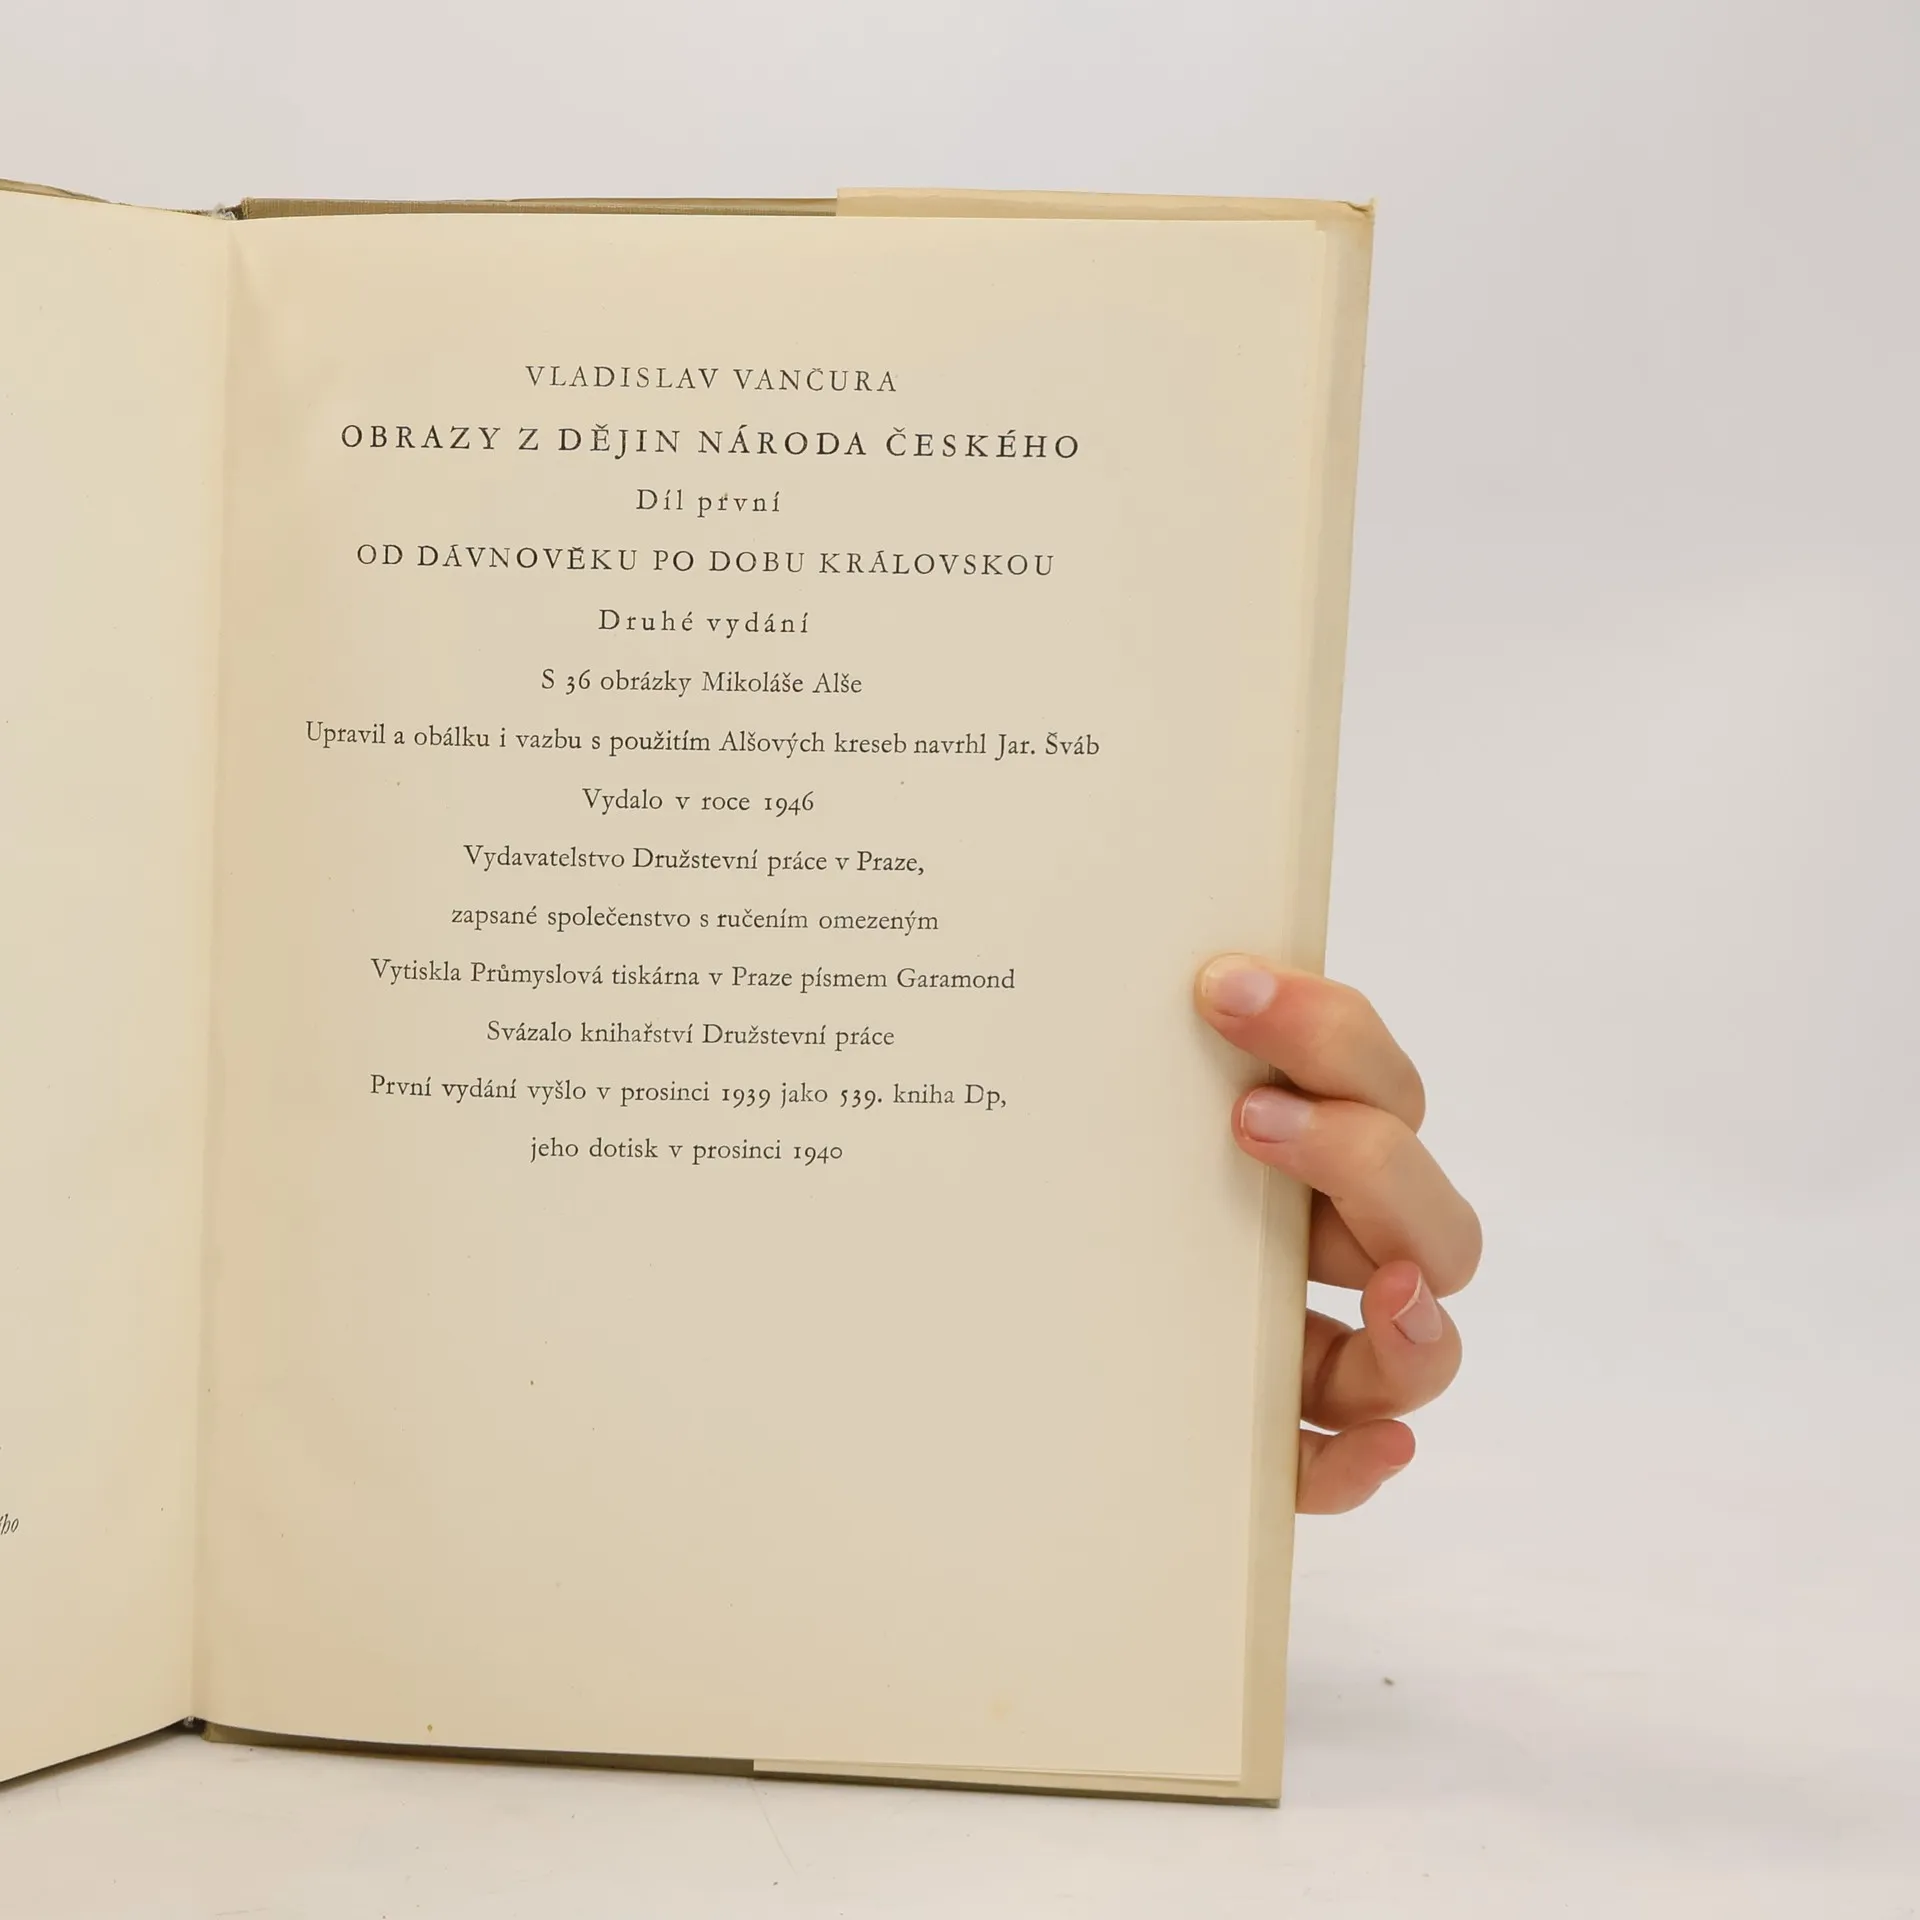 VLADISLAV VANČURA
OBRAZY Z DĚJIN NÁRODA ČESKÉHO
Díl první
OD DÁVNOVĚKU PO DOBU KRÁLOVSKOU
Druhé vydání
S 36 obrázky Mikoláše Alše
Upravil a obálku i vazbu s použitím Alšových kreseb navrhl Jar. Šváb
Vydalo v roce 1946
Vydavatelstvo Družstevní práce v Praze,
zapsané společenstvo s ručením omezeným
Vytiskla Průmyslová tiskárna v Praze písmem Garamond
Svázalo knihařství Družstevní práce
První vydání vyšlo v prosinci 1939 jako 539. kniha Dp,
jeho dotisk v prosinci 1940